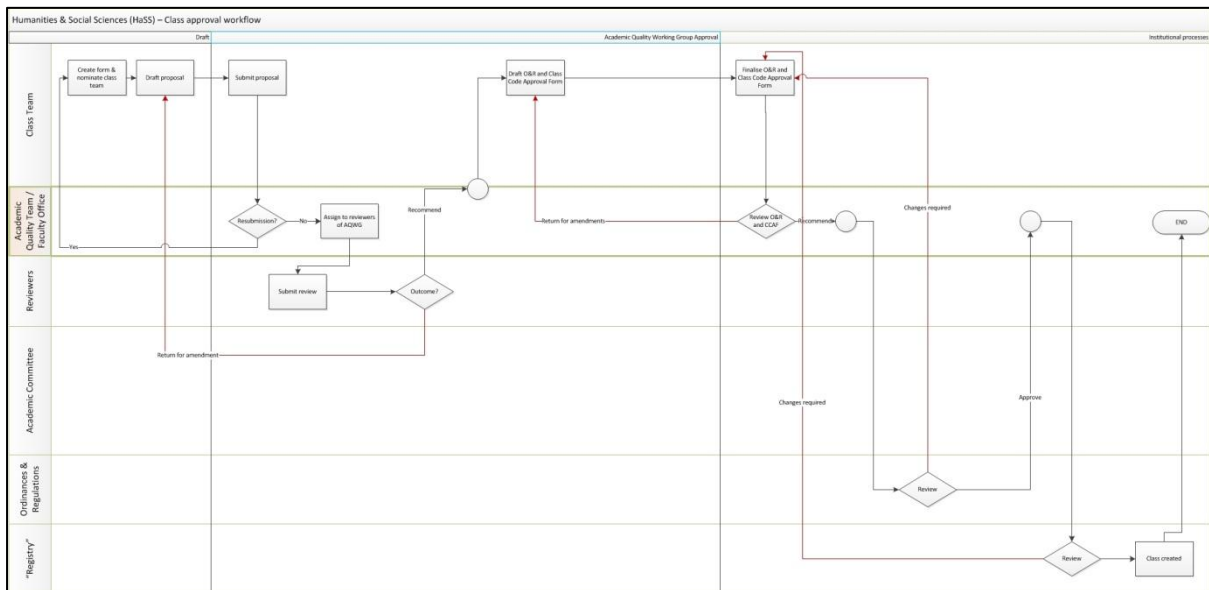 Humanities & Social Sciences (HaSS) – Class approval workflow
Draft
Academic Quality Working Group Approval
Institutional processes
Class Team
Create form &
nominate class
team
Draft proposal
Submit proposal
Draft O&R and Class
Code Approval Form
Finalise O&R and
Class Code Approval
Form
Academic
Quality Team /
Faculty Office
Resubmission?
No
Yes
Assign to reviewers
of AQWG
Recommend
Return for amendments
Review O&R
and CCAF
Recommend
Changes required
END
Reviewers
Submit review
Outcome?
Academic Committee
Return for amendment
Changes required
Approve
Ordinances &
Regulations
Review
"Registry"
Review
Class created